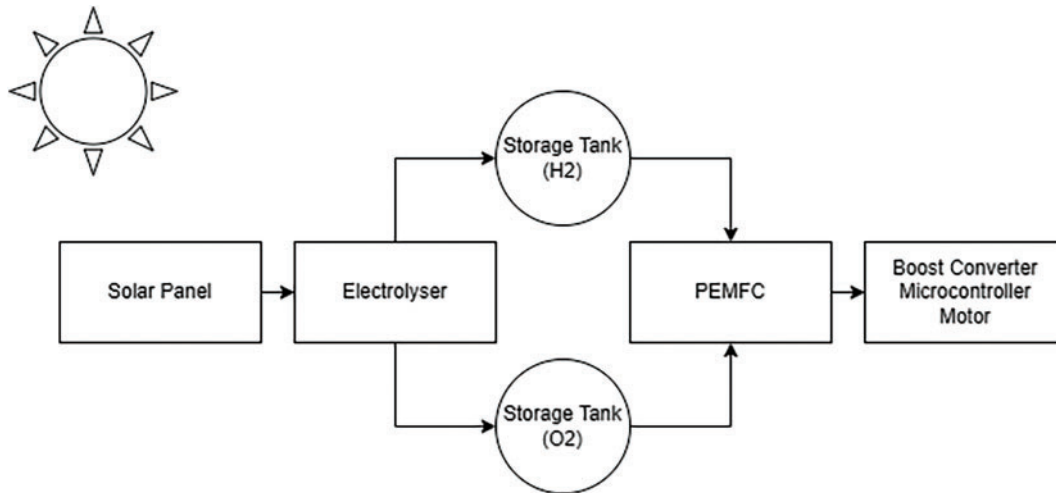 Storage Tank
(H2)
Solar Panel
Electrolyser
PEMFC
Boost Converter
Microcontroller
Motor
Storage Tank
(O2)